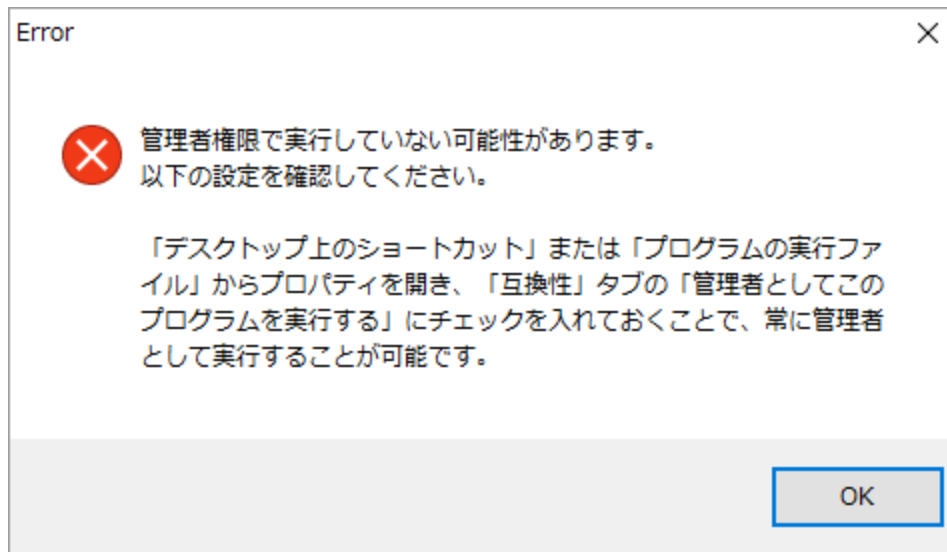 Error
管理者権限で実行していない可能性があります。
以下の設定を確認してください。
「デスクトップ上のショートカット」または「プログラムの実行ファ
イル」からプロパティを開き、「互換性」タブの「管理者としてこの
プログラムを実行する」にチェックを入れておくことで、常に管理者
として実行することが可能です。
OK